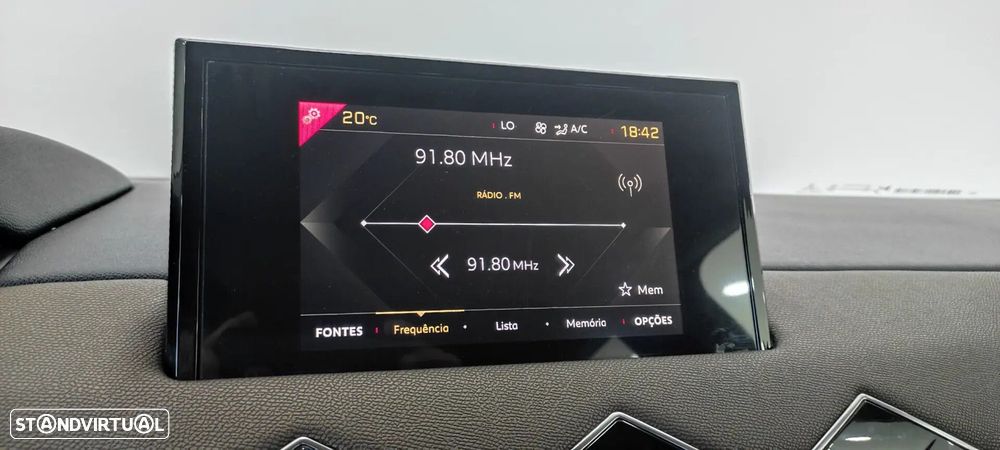 20°C
LO
A/C
18:42
91.80 MHz
RÁDIO . FM
91.80 MHz
Mem
FONTES
Frequência
Lista
Memória
OPÇÕES
STANDVIRTUAL